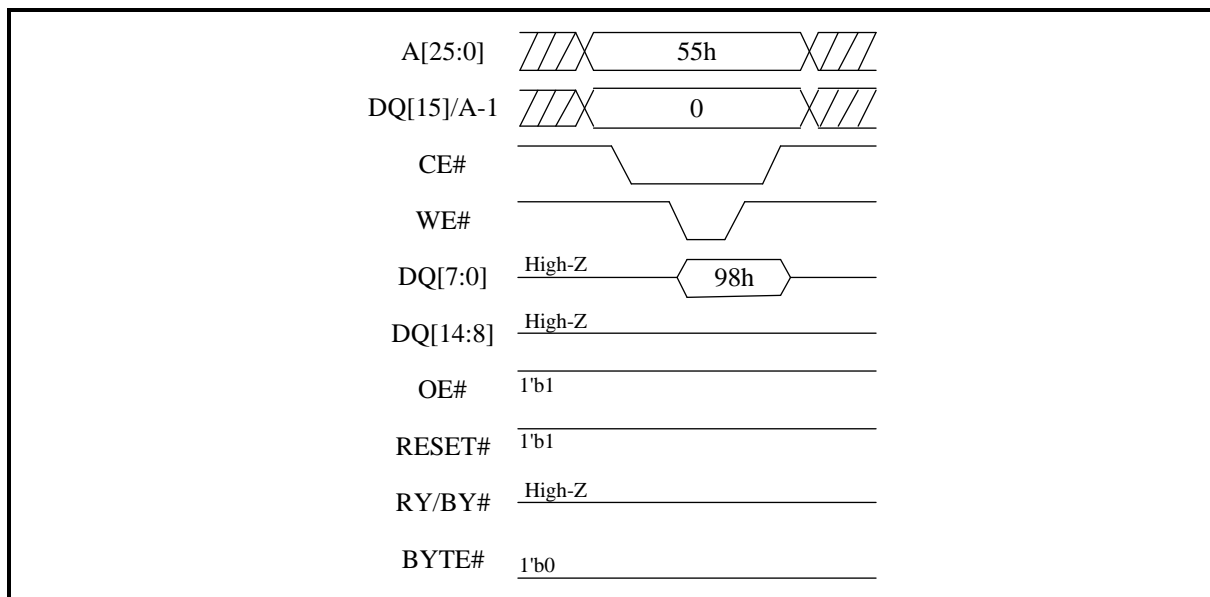 A[25:0] 55h
DQ[15]/A-1 0
CE#
WE#
DQ[7:0] High-Z 98h
DQ[14:8] High-Z
OE# 1'b1
RESET# 1'b1
RY/BY# High-Z
BYTE# 1'b0